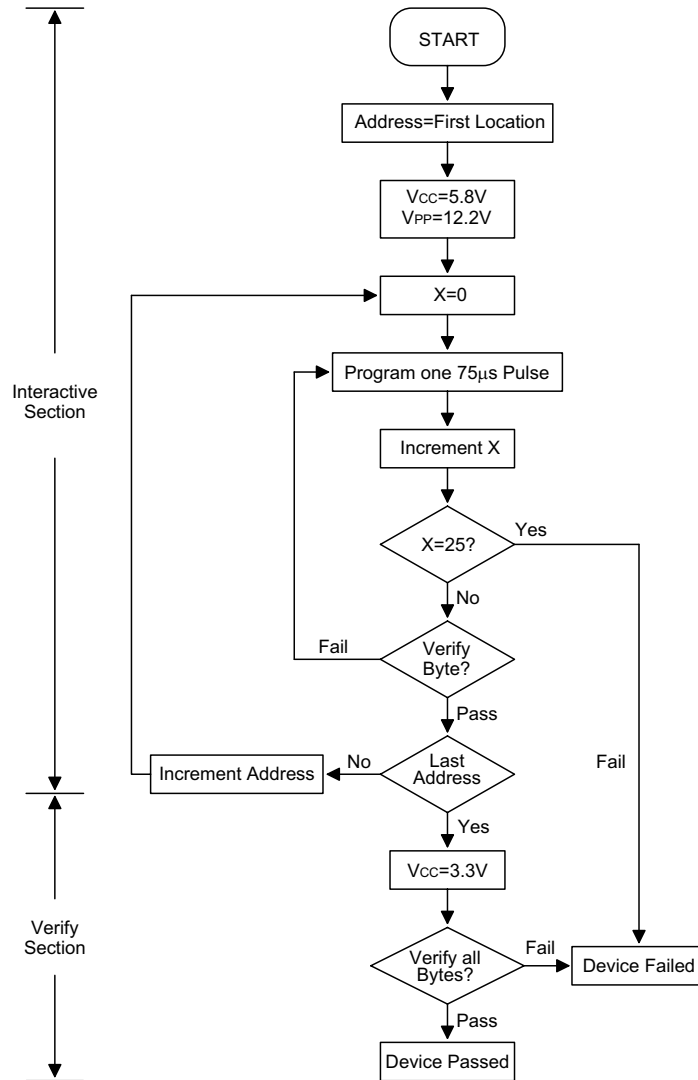 START
Address=First Location
VCC=5.8V
VPP=12.2V
X=0
Interactive
Section
Program one 75μs Pulse
Increment X
X=25?
Yes
No
Fail
Verify
Byte?
Pass
Increment Address
No
Last
Address
Fail
Yes
VCC=3.3V
Verify
Section
Verify all
Bytes?
Fail
Device Failed
Pass
Device Passed